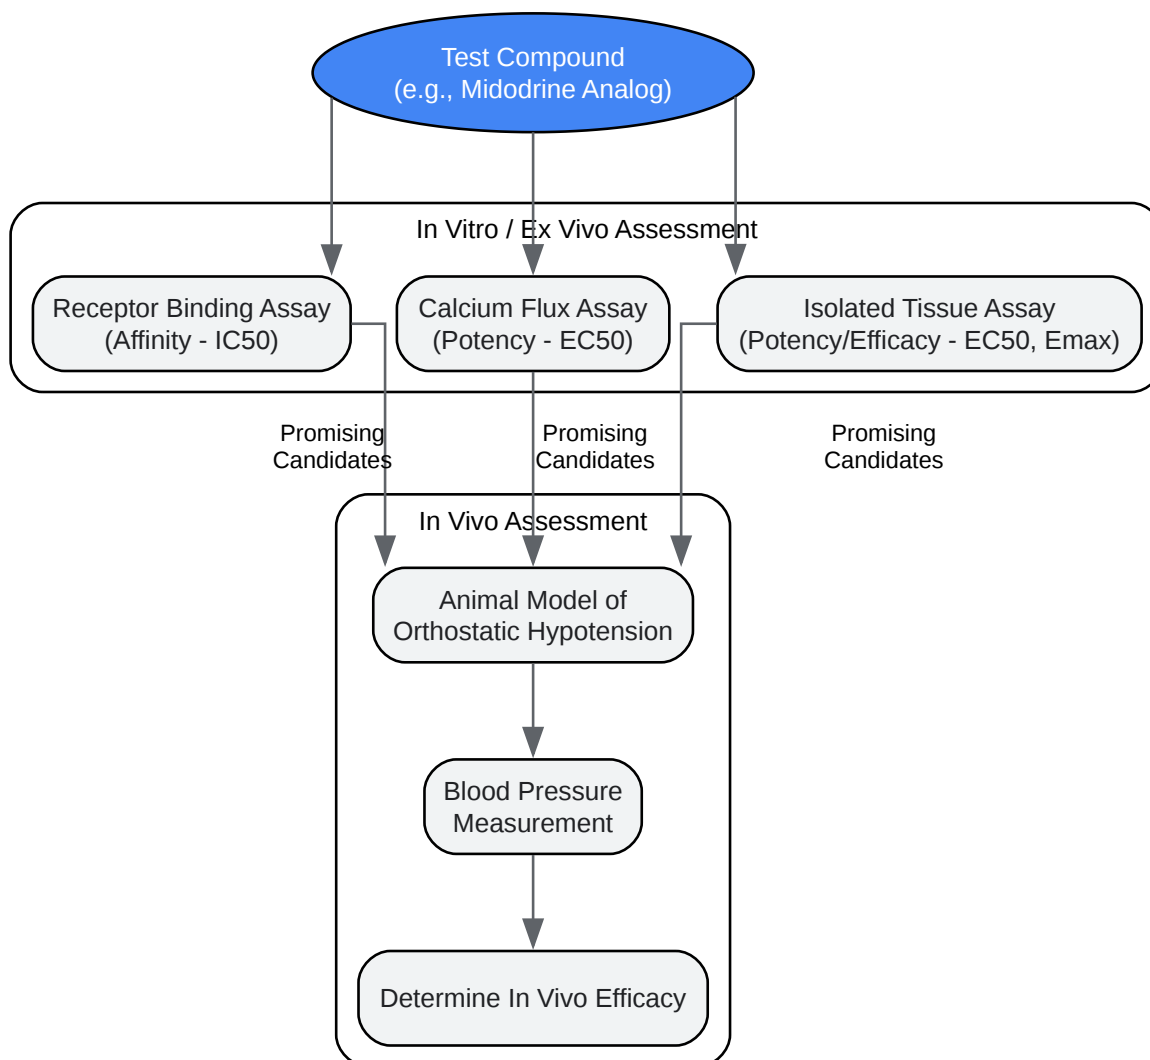 Test Compound
(e.g., Midodrine Analog)
In Vitro / Ex Vivo Assessment
Receptor Binding Assay
(Affinity - IC50)
Calcium Flux Assay
(Potency - EC50)
Isolated Tissue Assay
(Potency/Efficacy - EC50, Emax)
Promising
Candidates
Promising
Candidates
Promising
Candidates
In Vivo Assessment
Animal Model of
Orthostatic Hypotension
Blood Pressure
Measurement
Determine In Vivo Efficacy